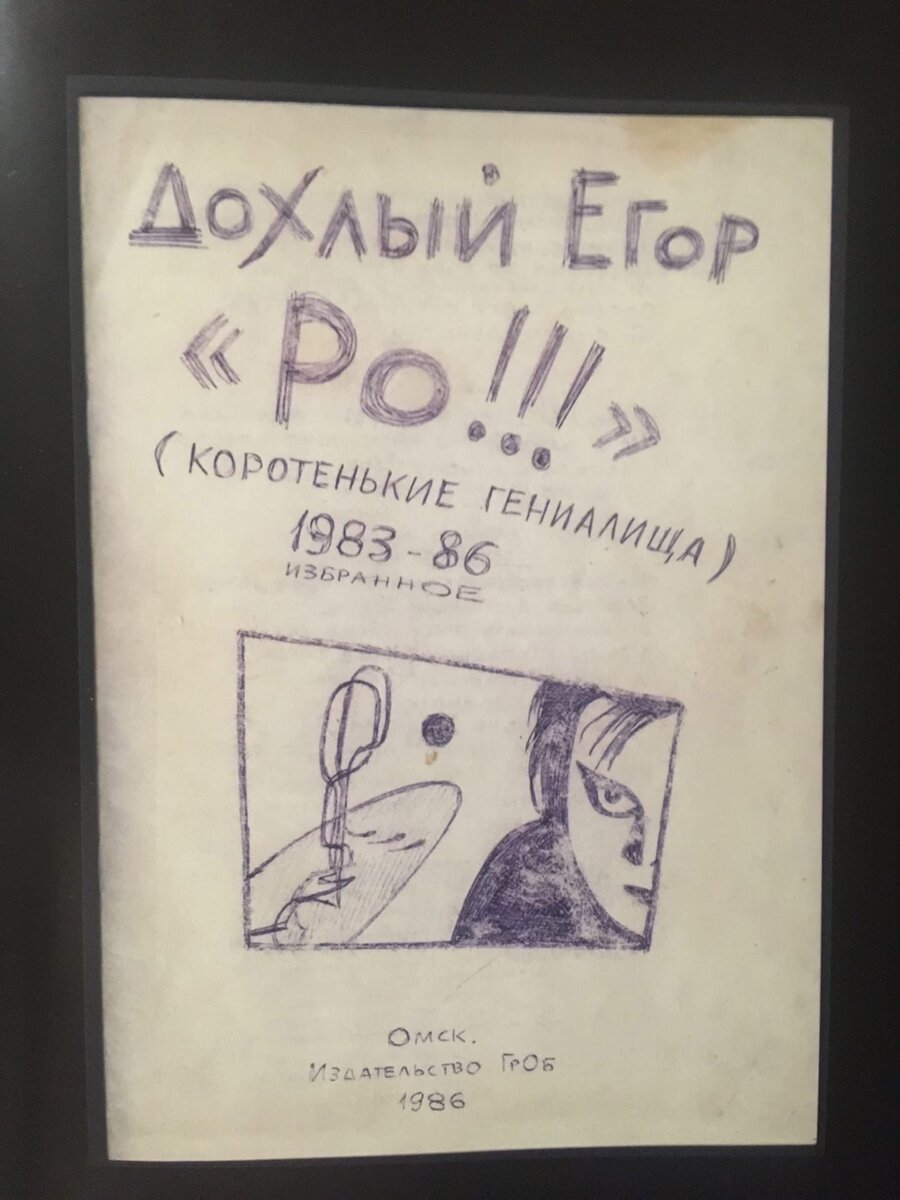 Дохлый Егор
«Ро!!!»
(коротенькие гениалища)
1983-86
избранное
Омск.
Издательство ГрОб
1986